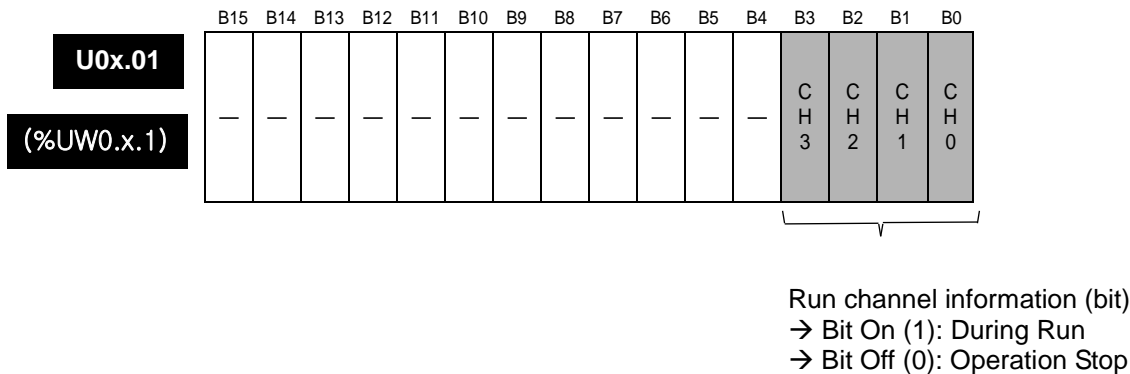 B15 B14 B13 B12 B11 B10 B9 B8 B7 B6 B5 B4 B3 B2 B1 B0
U0x.01
(%UW0.x.1)
— — — — — — — — — — — — CH3 CH2 CH1 CH0
Run channel information (bit)
→ Bit On (1): During Run
→ Bit Off (0): Operation Stop